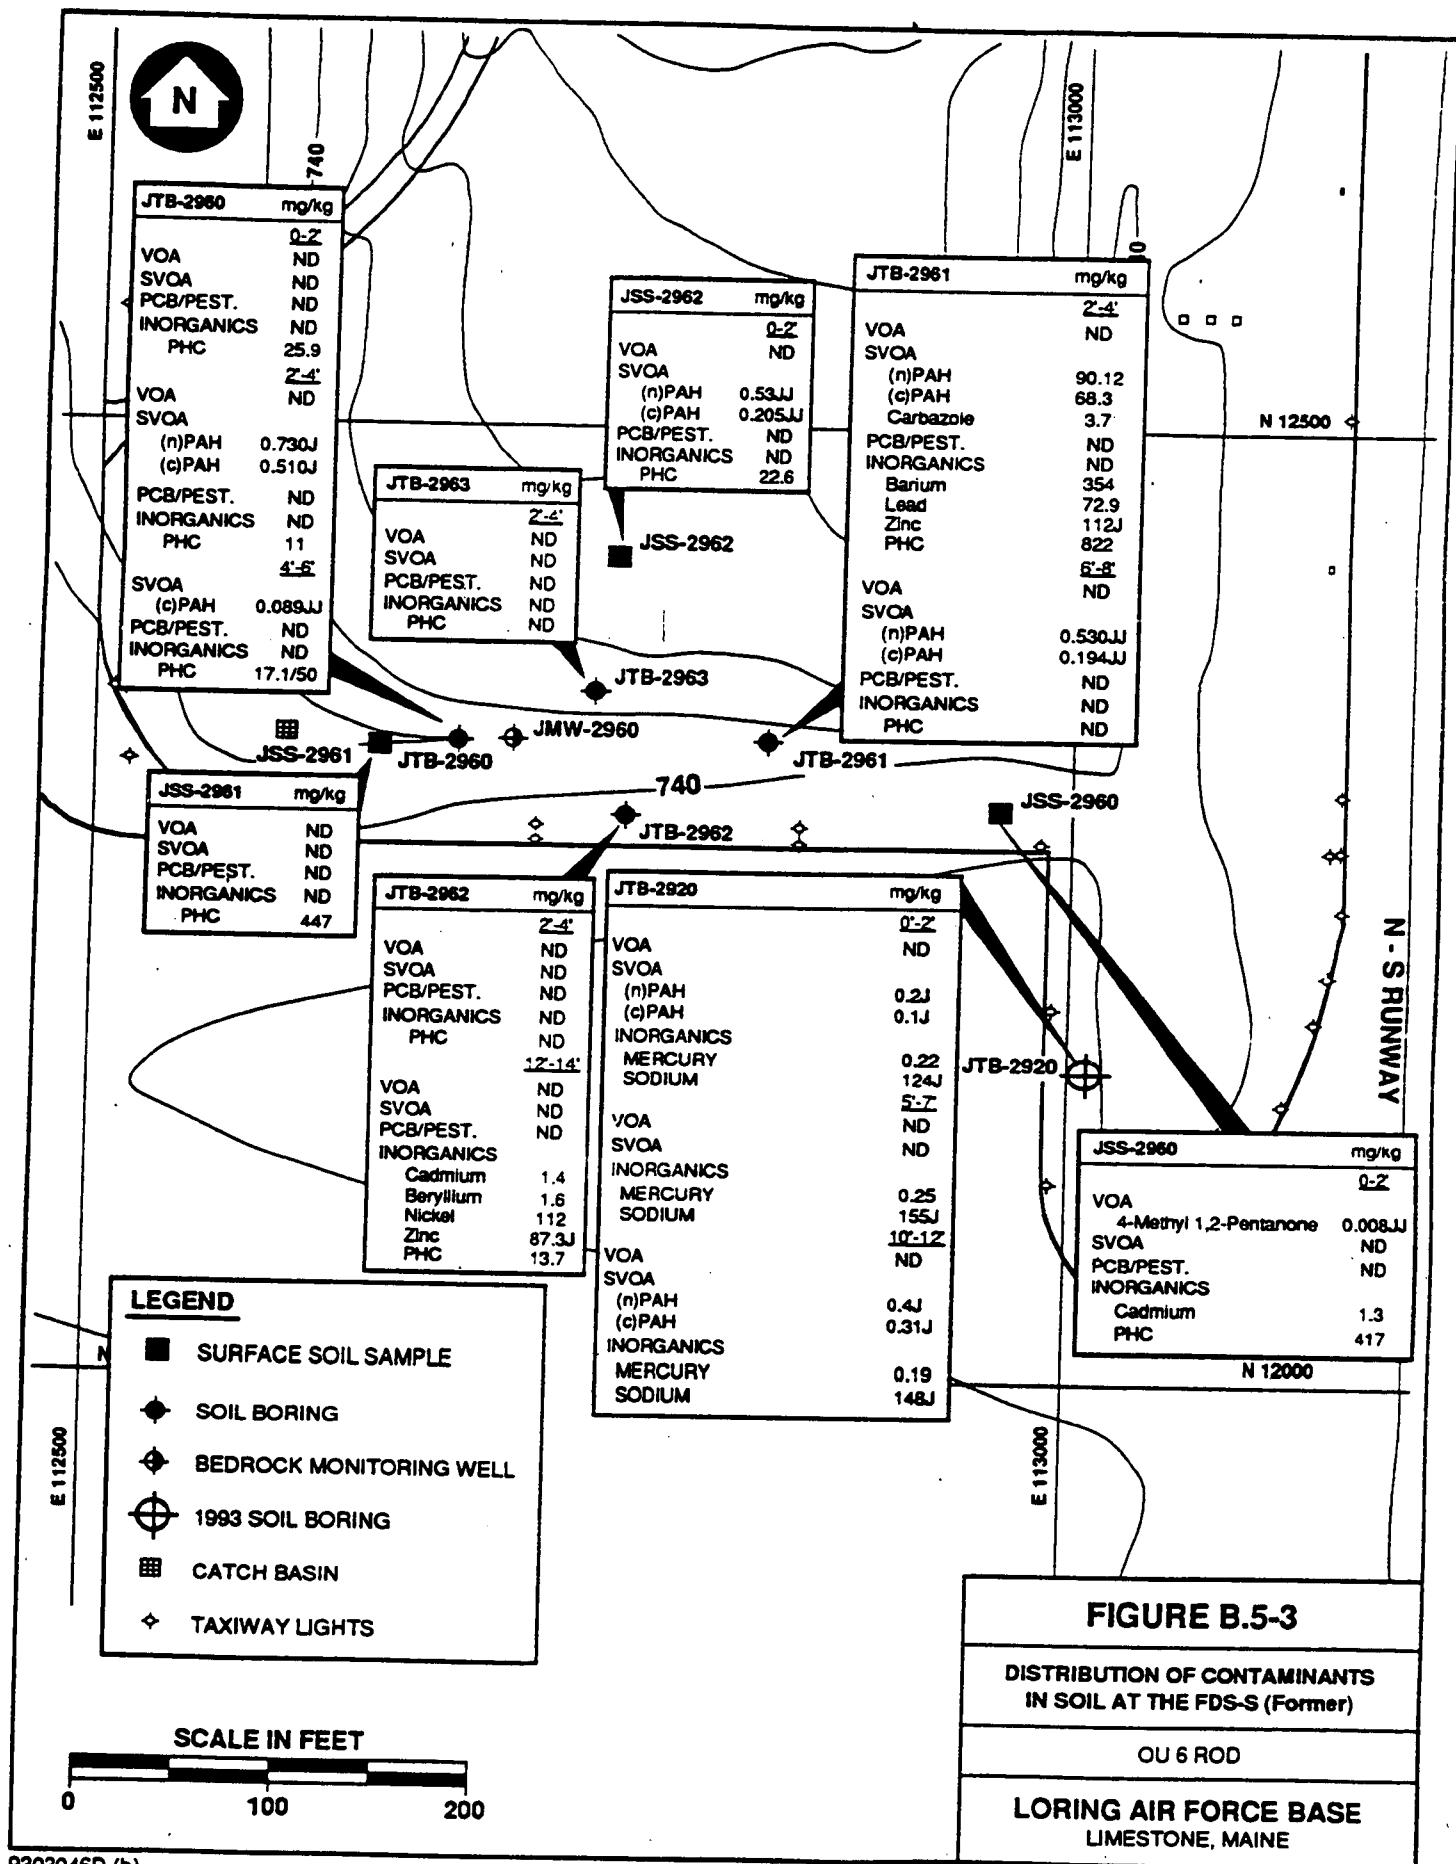 N
E 112500
740
E 113000
JTB-2960 mg/kg
0-2'
VOA ND
SVOA ND
PCB/PEST. ND
INORGANICS ND
PHC 25.9
2'-4'
VOA ND
SVOA
(n)PAH 0.730J
(c)PAH 0.510J
PCB/PEST. ND
INORGANICS ND
PHC 11
4'-6'
SVOA
(c)PAH 0.089JJ
PCB/PEST. ND
INORGANICS ND
PHC 17.1/50
JSS-2962 mg/kg
0-2'
VOA ND
SVOA
(n)PAH 0.53JJ
(c)PAH 0.205JJ
PCB/PEST. ND
INORGANICS ND
PHC 22.6
JTB-2961 mg/kg
2'-4'
VOA ND
SVOA
(n)PAH 90.12
(c)PAH 68.3
Carbazole 3.7
PCB/PEST. ND
INORGANICS ND
Barium 354
Lead 72.9
Zinc 112J
PHC 822
6'-8'
VOA ND
SVOA
(n)PAH 0.530JJ
(c)PAH 0.194JJ
PCB/PEST. ND
INORGANICS ND
PHC ND
N 12500
JTB-2963 mg/kg
2'-4'
VOA ND
SVOA ND
PCB/PEST. ND
INORGANICS ND
PHC ND
JSS-2962
JTB-2963
JMW-2960
JSS-2961
JTB-2960
JTB-2961
740
JSS-2960
JTB-2962
JSS-2961 mg/kg
VOA ND
SVOA ND
PCB/PEST. ND
INORGANICS ND
PHC 447
JTB-2962 mg/kg
2'-4'
VOA ND
SVOA ND
PCB/PEST. ND
INORGANICS ND
PHC ND
12'-14'
VOA ND
SVOA ND
PCB/PEST. ND
INORGANICS
Cadmium 1.4
Beryllium 1.6
Nickel 112
Zinc 87.3J
PHC 13.7
JTB-2920 mg/kg
0'-2'
VOA ND
SVOA
(n)PAH 0.2J
(c)PAH 0.1J
INORGANICS
MERCURY 0.22
SODIUM 124J
5'-7'
VOA ND
SVOA ND
INORGANICS
MERCURY 0.25
SODIUM 155J
10'-12'
VOA ND
SVOA
(n)PAH 0.4J
(c)PAH 0.31J
INORGANICS
MERCURY 0.19
SODIUM 148J
JTB-2920
N - S RUNWAY
JSS-2960 mg/kg
0-2'
VOA
4-Methyl 1,2-Pentanone 0.008JJ
SVOA ND
PCB/PEST. ND
INORGANICS
Cadmium 1.3
PHC 417
N
N 12000
E 112500
E 113000
LEGEND
SURFACE SOIL SAMPLE
SOIL BORING
BEDROCK MONITORING WELL
1993 SOIL BORING
CATCH BASIN
TAXIWAY LIGHTS
SCALE IN FEET
0 100 200
FIGURE B.5-3
DISTRIBUTION OF CONTAMINANTS
IN SOIL AT THE FDS-S (Former)
OU 6 ROD
LORING AIR FORCE BASE
LIMESTONE, MAINE